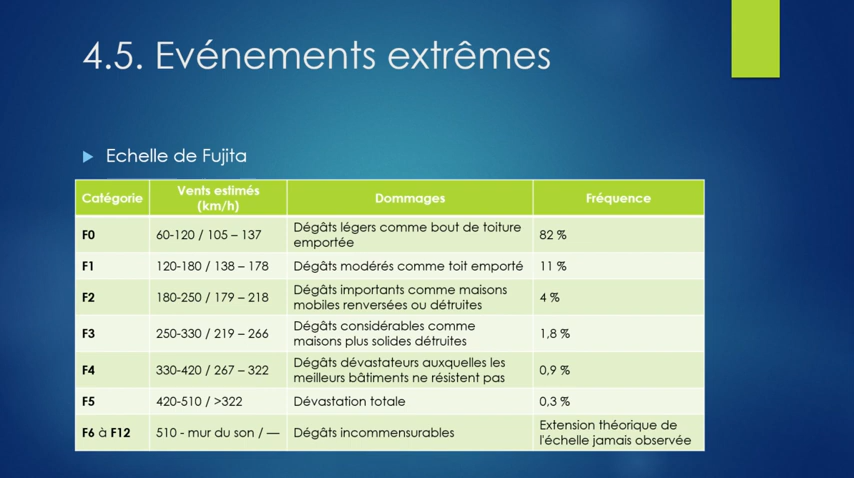 4.5. Evénements extrêmes
Echelle de Fujita
Catégorie
Vents estimés
(km/h)
Dommages
Fréquence
F0
60-120 / 105 – 137
Dégâts légers comme bout de toiture
emportée
82 %
F1
120-180 / 138 – 178
Dégâts modérés comme toit emporté
11 %
F2
180-250 / 179 – 218
Dégâts importants comme maisons
mobiles renversées ou détruites
4 %
F3
250-330 / 219 – 266
Dégâts considérables comme
maisons plus solides détruites
1,8 %
F4
330-420 / 267 – 322
Dégâts dévastateurs auxquelles les
meilleurs bâtiments ne résistent pas
0,9 %
F5
420-510 / >322
Dévastation totale
0,3 %
F6 à F12
510 - mur du son / —
Dégâts incommensurables
Extension théorique de
l'échelle jamais observée